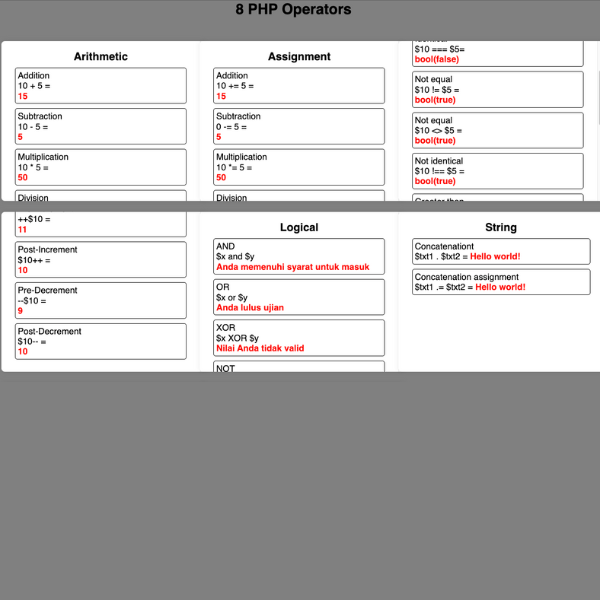 8 PHP Operators
Arithmetic
Addition
10 + 5 =
15
Subtraction
10 - 5 =
5
Multiplication
10 * 5 =
50
Division
Assignment
Addition
10 += 5 =
15
Subtraction
0 -= 5 =
5
Multiplication
10 *= 5 =
50
Division
$10 === $5=
bool(false)
Not equal
$10 != $5 =
bool(true)
Not equal
$10 <> $5 =
bool(true)
Not identical
$10 !== $5 =
bool(true)
++$10 =
11
Post-Increment
$10++ =
10
Pre-Decrement
--$10 =
9
Post-Decrement
$10-- =
10
Logical
AND
$x and $y
Anda memenuhi syarat untuk masuk
OR
$x or $y
Anda lulus ujian
XOR
$x XOR $y
Nilai Anda tidak valid
NOT
String
Concatenationt
$txt1 . $txt2 = Hello world!
Concatenation assignment
$txt1 .= $txt2 = Hello world!